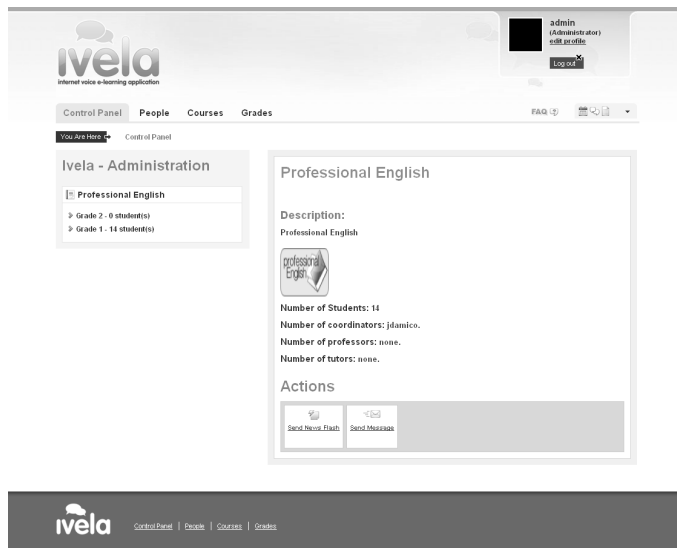 admin
(Administrator)
edit profile
Log out
ivela
internet voice e-learning application
Control Panel People Courses Grades
FAQ
You Are Here Control Panel
Ivela - Administration
Professional English
Grade 2 - 0 student(s)
Grade 1 - 14 student(s)
Professional English
Description:
Professional English
professional
English
Number of Students: 14
Number of coordinators: jdamico.
Number of professors: none.
Number of tutors: none.
Actions
Send News Flash Send Message
ivela
Control Panel | People | Courses | Grades